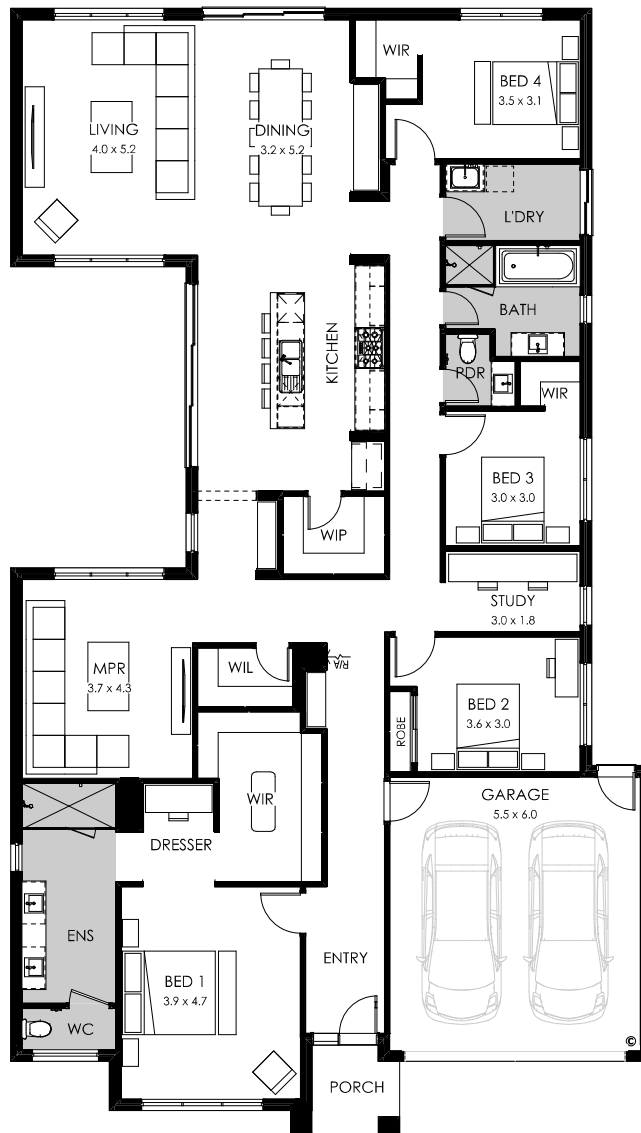 WIR
BED 4
3.5 x 3.1
LIVING
4.0 x 5.2
DINING
3.2 x 5.2
L'DRY
BATH
KITCHEN
PDR
WIR
BED 3
3.0 x 3.0
WIP
STUDY
3.0 x 1.8
MPR
3.7 x 4.3
WIL
R/A
BED 2
3.6 x 3.0
ROBE
WIR
GARAGE
5.5 x 6.0
DRESSER
ENS
ENTRY
BED 1
3.9 x 4.7
WC
©
PORCH